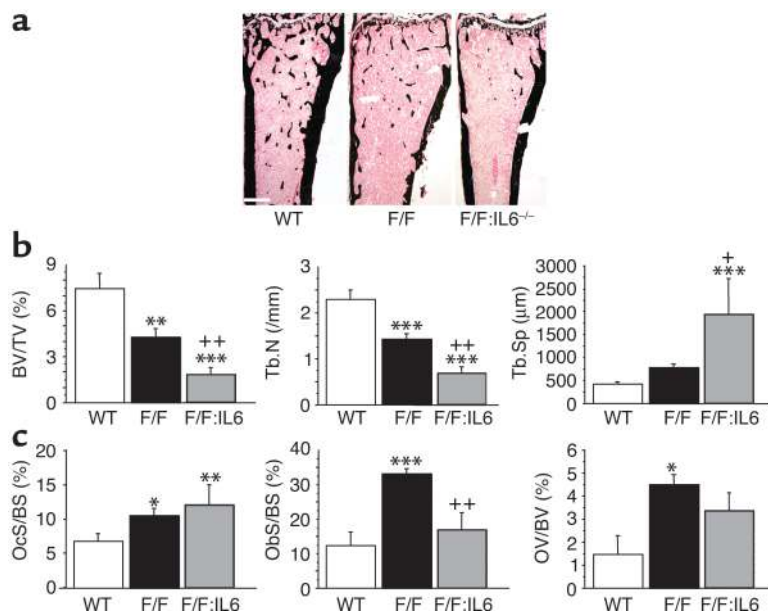 a
WT F/F F/F:IL6–/–
b
BV/TV (%)
9
6
3
0
**
++
***
WT F/F F/F:IL6
Tb.N (/mm)
3
2
1
0
***
++
***
WT F/F F/F:IL6
Tb.Sp (μm)
3000
2500
2000
1500
1000
500
0
+
***
WT F/F F/F:IL6
c
OcS/BS (%)
20
15
10
5
0
*
**
WT F/F F/F:IL6
ObS/BS (%)
40
30
20
10
0
***
++
WT F/F F/F:IL6
OV/BV (%)
6
5
4
3
2
1
0
*
WT F/F F/F:IL6